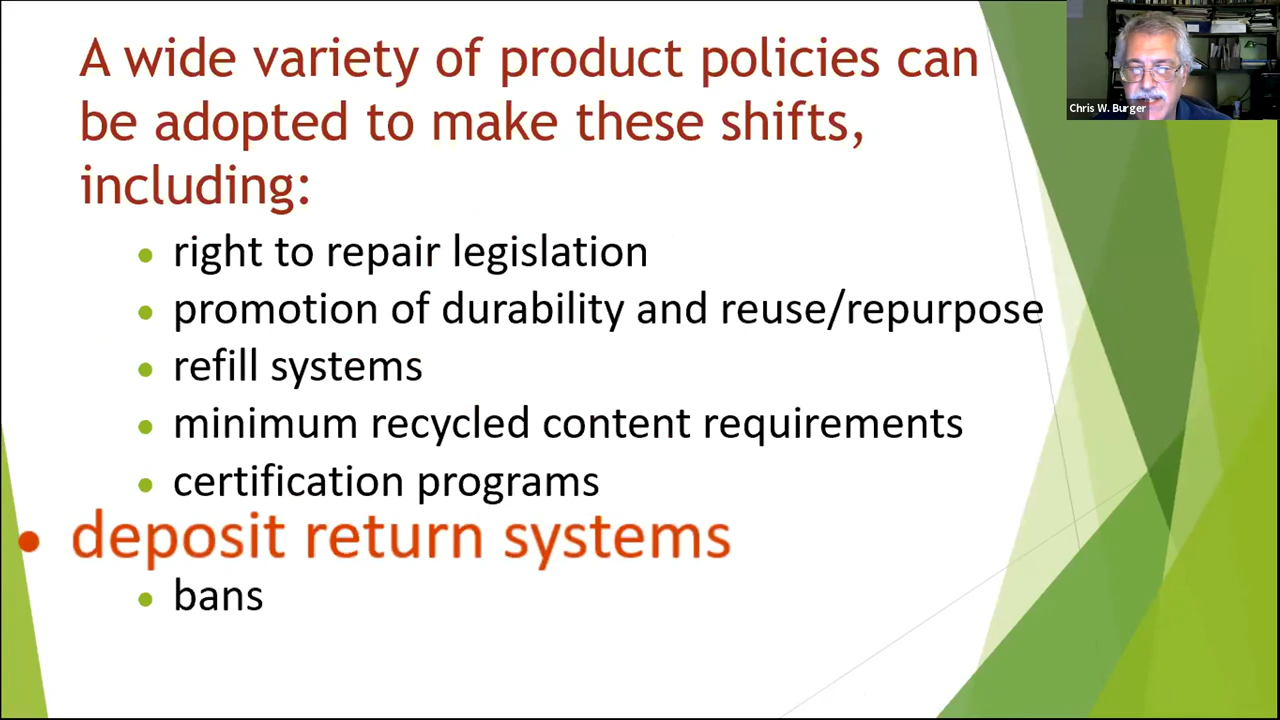 A wide variety of product policies can
be adopted to make these shifts,
including:
Chris W. Burger
• right to repair legislation
• promotion of durability and reuse/repurpose
• refill systems
• minimum recycled content requirements
• certification programs
• deposit return systems
• bans